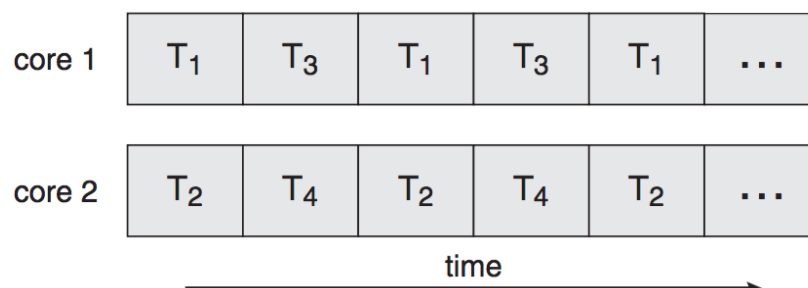 core 1 T₁ T₃ T₁ T₃ T₁ ...
core 2 T₂ T₄ T₂ T₄ T₂ ...
time